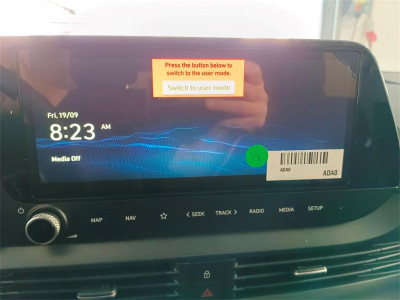 Press the button below to
switch to the user mode.
Switch to user mode
Fri, 19/09
8:23 AM
Media Off
ADA0
ADA0
MAP
NAV
< SEEK
TRACK >
RADIO
MEDIA
SETUP